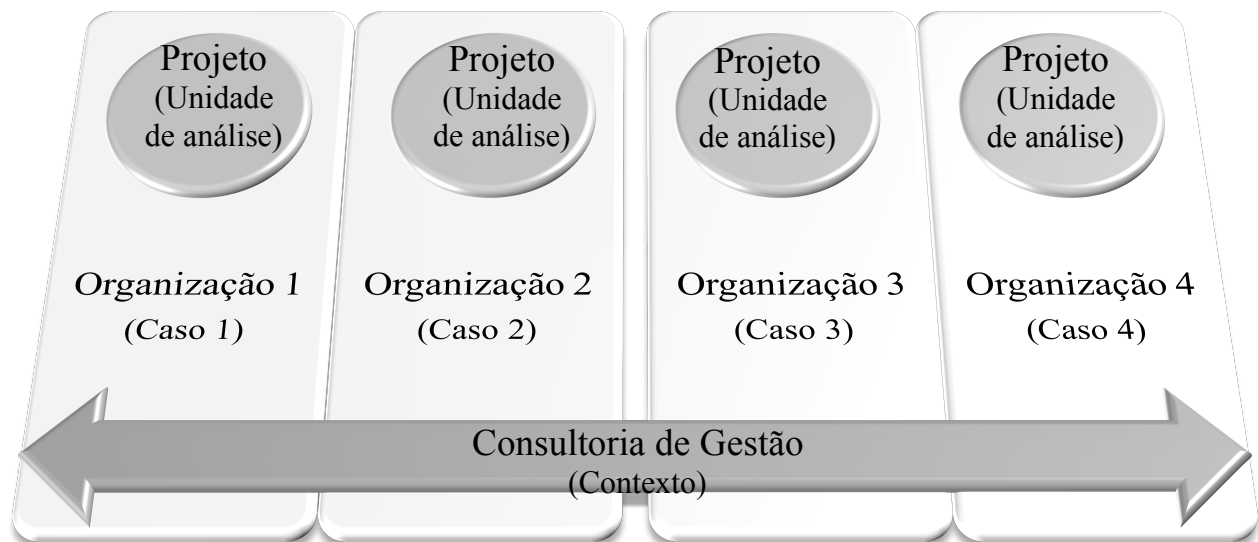 Projeto
(Unidade
de análise)
Projeto
(Unidade
de análise)
Projeto
(Unidade
de análise)
Projeto
(Unidade
de análise)
Organização 1
(Caso 1)
Organização 2
(Caso 2)
Organização 3
(Caso 3)
Organização 4
(Caso 4)
Consultoria de Gestão
(Contexto)